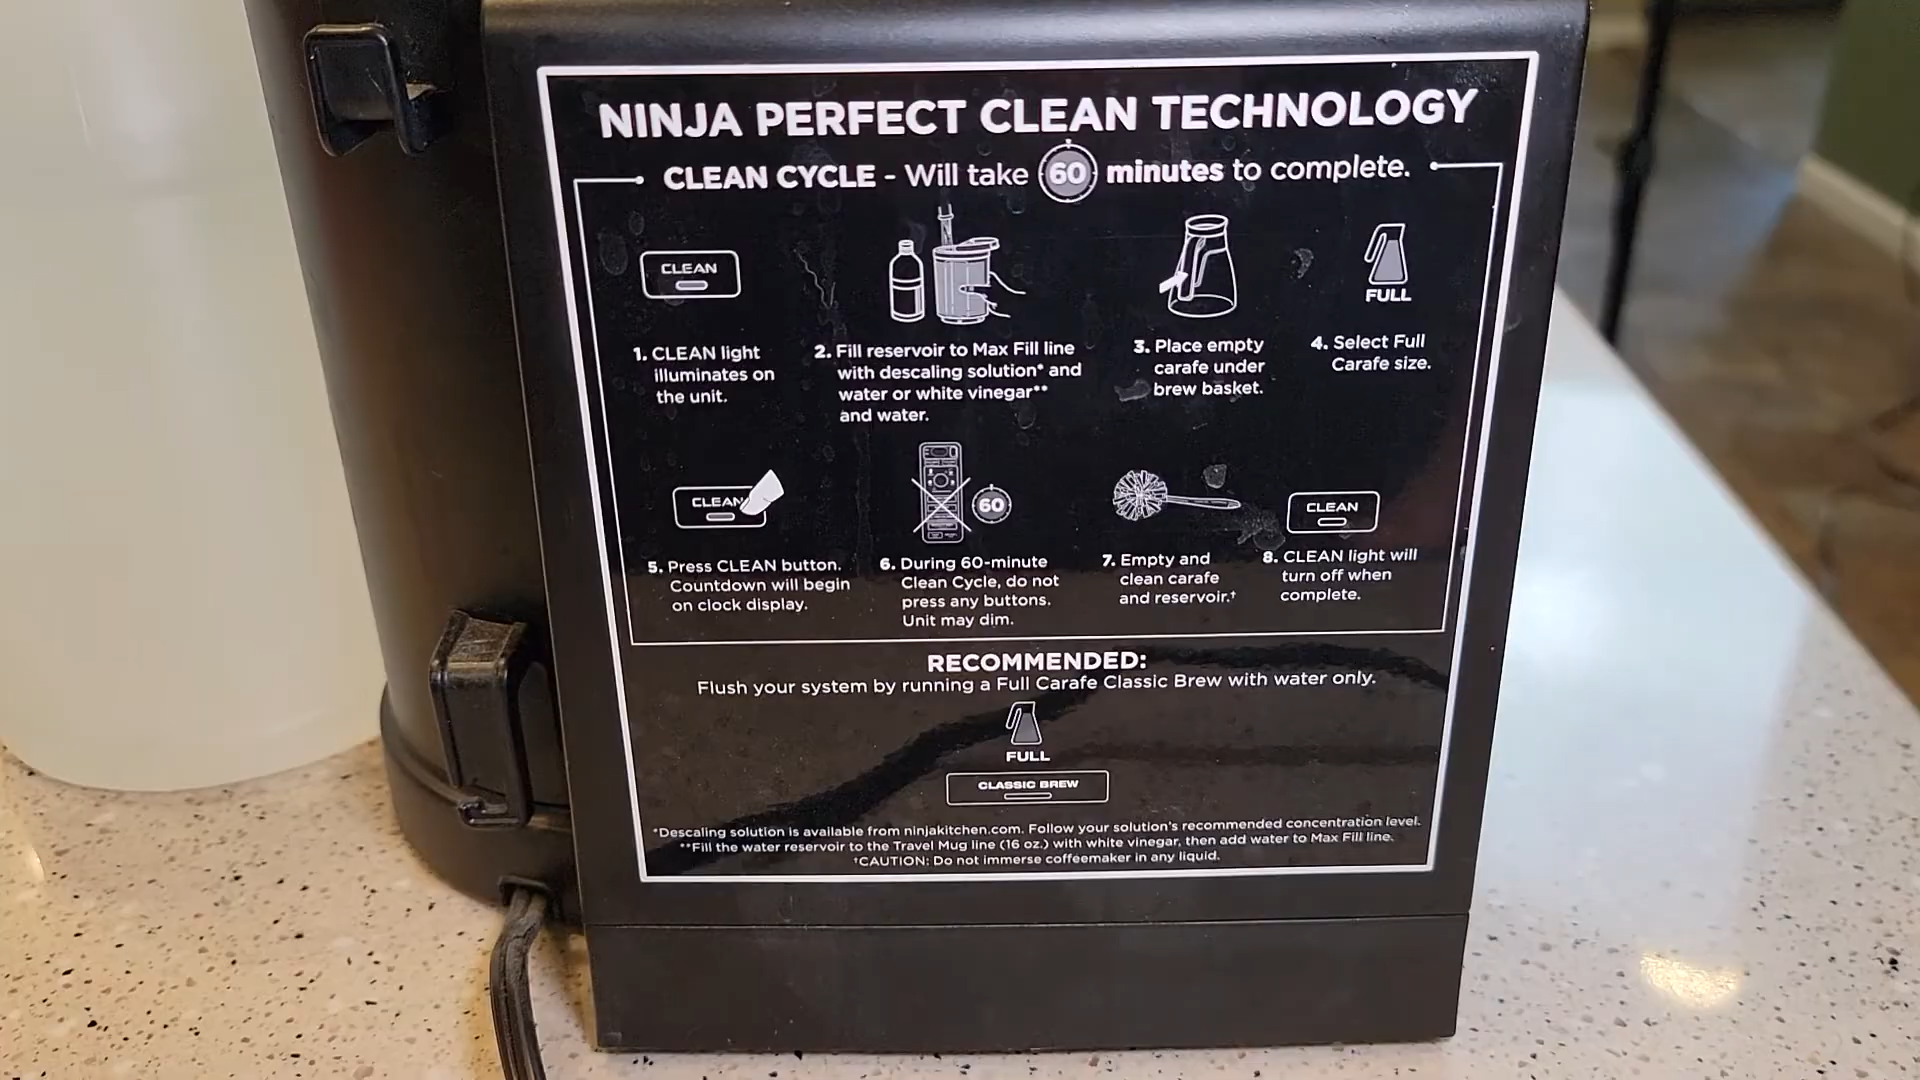 NINJA PERFECT CLEAN TECHNOLOGY
CLEAN CYCLE - Will take 60 minutes to complete.
CLEAN
FULL
1. CLEAN light
illuminates on
the unit.
2. Fill reservoir to Max Fill line
with descaling solution* and
water or white vinegar**
and water.
3. Place empty
carafe under
brew basket.
4. Select Full
Carafe size.
CLEAN
60
CLEAN
5. Press CLEAN button.
Countdown will begin
on clock display.
6. During 60-minute
Clean Cycle, do not
press any buttons.
Unit may dim.
7. Empty and
clean carafe
and reservoir.†
8. CLEAN light will
turn off when
complete.
RECOMMENDED:
Flush your system by running a Full Carafe Classic Brew with water only.
FULL
CLASSIC BREW
*Descaling solution is available from ninjakitchen.com. Follow your solution's recommended concentration level.
**Fill the water reservoir to the Travel Mug line (16 oz.) with white vinegar, then add water to Max Fill line.
†CAUTION: Do not immerse coffeemaker in any liquid.